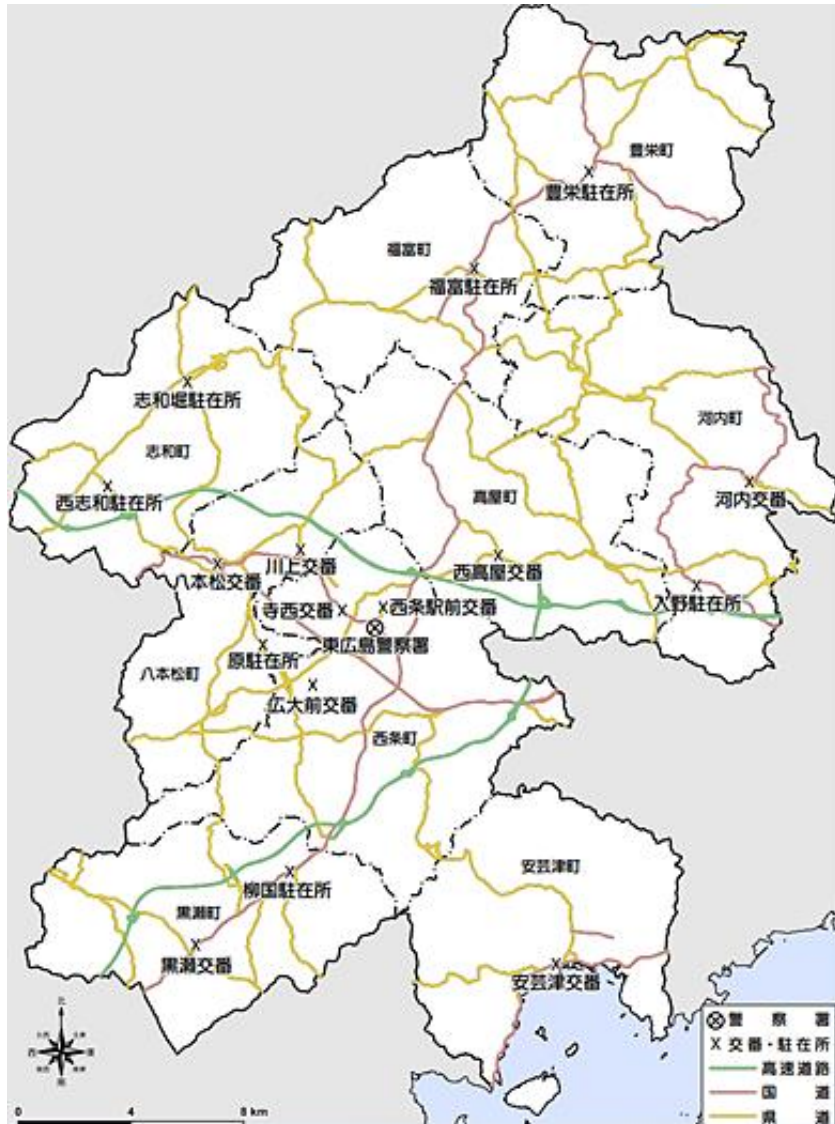 豊栄町
豊栄駐在所
福富町
福富駐在所
志和堀駐在所
志和町
河内町
西志和駐在所
高屋町
河内交番
川上交番
西高屋交番
八本松交番
入野駐在所
寺西交番
西条駅前交番
東広島警察署
原駐在所
八本松町
広大前交番
西条町
安芸津町
柳国駐在所
黒瀬町
黒瀬交番
安芸津交番
北
西
東
南
警察署
交番・駐在所
高速道路
国道
県道
0 4 8 km